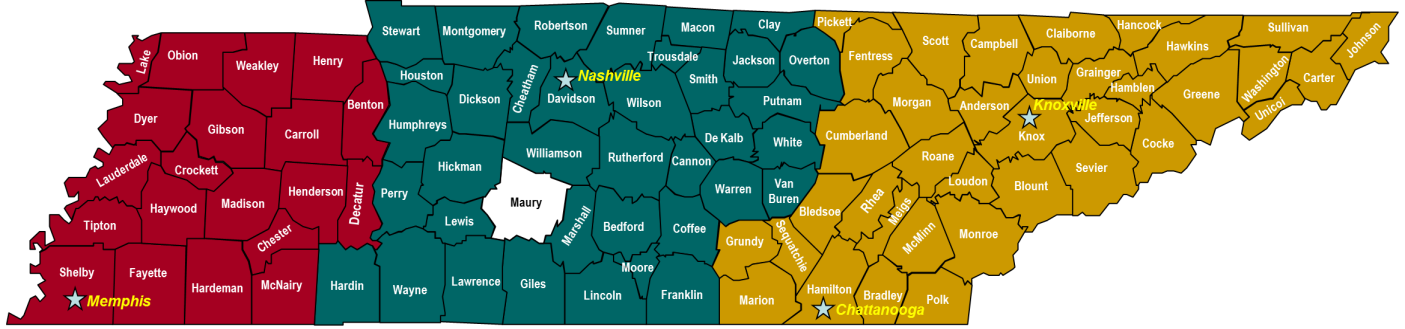 Lake
Obion
Weakley
Henry
Dyer
Gibson
Carroll
Benton
Lauderdale
Crockett
Tipton
Haywood
Madison
Henderson
Decatur
Chester
Shelby
Memphis
Fayette
Hardeman
McNairy
Stewart
Montgomery
Robertson
Sumner
Macon
Clay
Trousdale
Jackson
Overton
Houston
Dickson
Cheatham
Nashville
Davidson
Wilson
Smith
Putnam
Humphreys
Hickman
Williamson
Rutherford
De Kalb
White
Cannon
Warren
Van
Buren
Perry
Lewis
Maury
Marshall
Bedford
Coffee
Moore
Hardin
Wayne
Lawrence
Giles
Lincoln
Franklin
Pickett
Fentress
Scott
Campbell
Claiborne
Hancock
Hawkins
Sullivan
Johnson
Union
Grainger
Hamblen
Greene
Washington
Carter
Unicoi
Morgan
Anderson
Knoxville
Knox
Jefferson
Cocke
Cumberland
Roane
Loudon
Blount
Sevier
Bledsoe
Rhea
Meigs
McMinn
Monroe
Grundy
Sequatchie
Marion
Hamilton
Chattanooga
Bradley
Polk